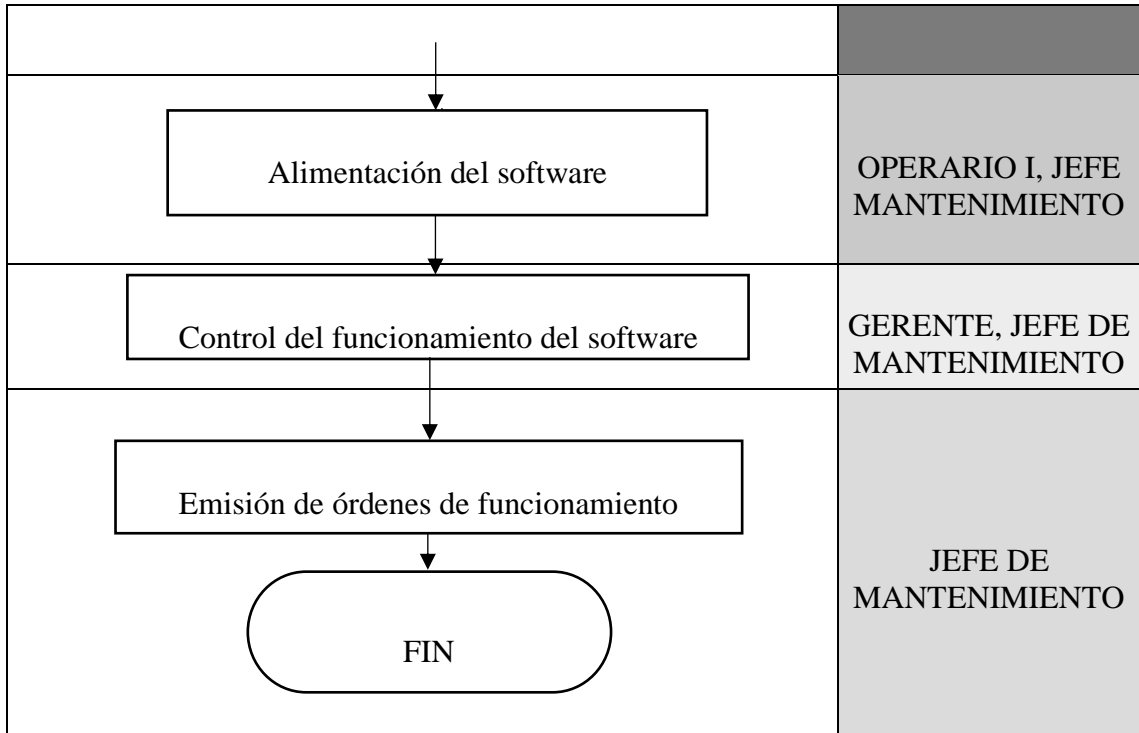 Alimentación del software
OPERARIO I, JEFE
MANTENIMIENTO
Control del funcionamiento del software
GERENTE, JEFE DE
MANTENIMIENTO
Emisión de órdenes de funcionamiento
JEFE DE
MANTENIMIENTO
FIN